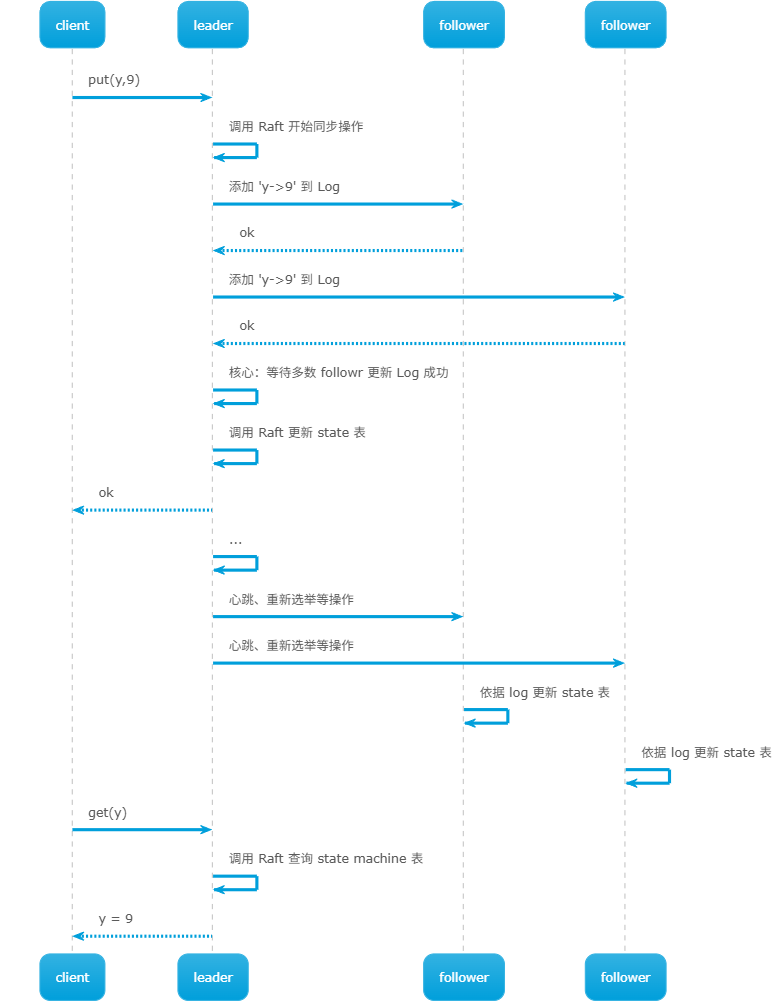 client
leader
follower
follower
put(y,9)
调用 Raft 开始同步操作
添加 'y->9' 到 Log
ok
添加 'y->9' 到 Log
ok
核心：等待多数 followr 更新 Log 成功
调用 Raft 更新 state 表
ok
...
心跳、重新选举等操作
心跳、重新选举等操作
依据 log 更新 state 表
依据 log 更新 state 表
get(y)
调用 Raft 查询 state machine 表
y = 9
client
leader
follower
follower